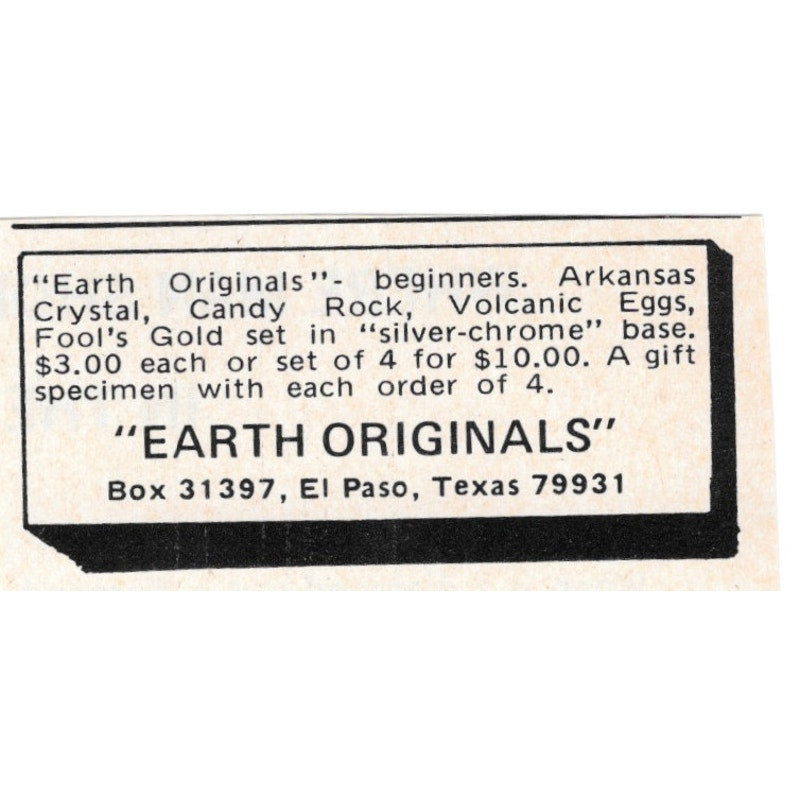 “Earth Originals”- beginners. Arkansas
Crystal, Candy Rock, Volcanic Eggs,
Fool's Gold set in “silver-chrome” base.
$3.00 each or set of 4 for $10.00. A gift
specimen with each order of 4.
“EARTH ORIGINALS”
Box 31397, El Paso, Texas 79931